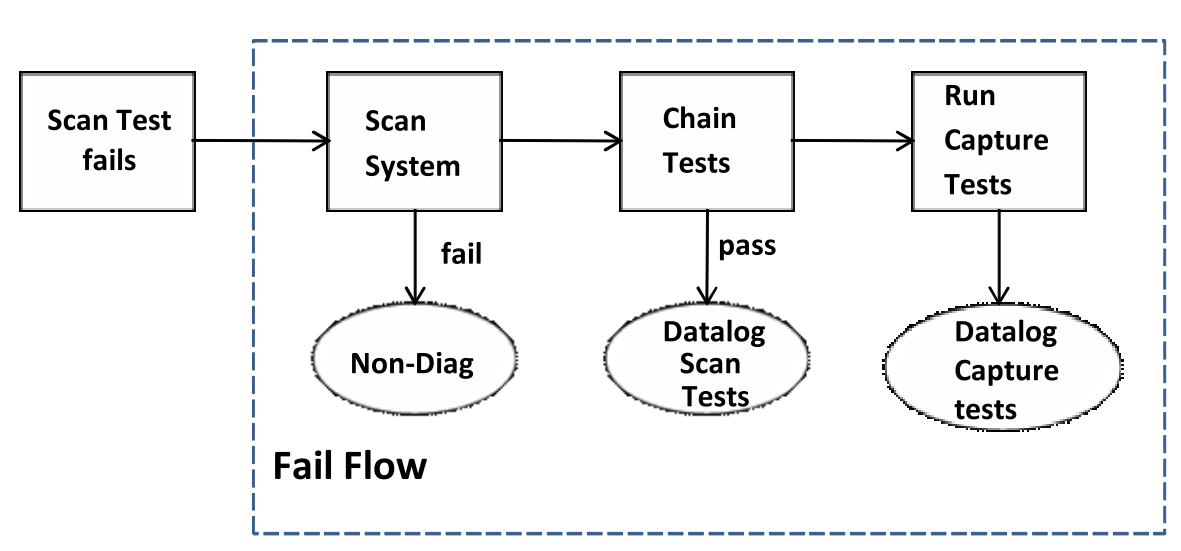 Scan Test
fails
Scan
System
Chain
Tests
Run
Capture
Tests
fail
pass
Non-Diag
Datalog
Scan
Tests
Datalog
Capture
tests
Fail Flow